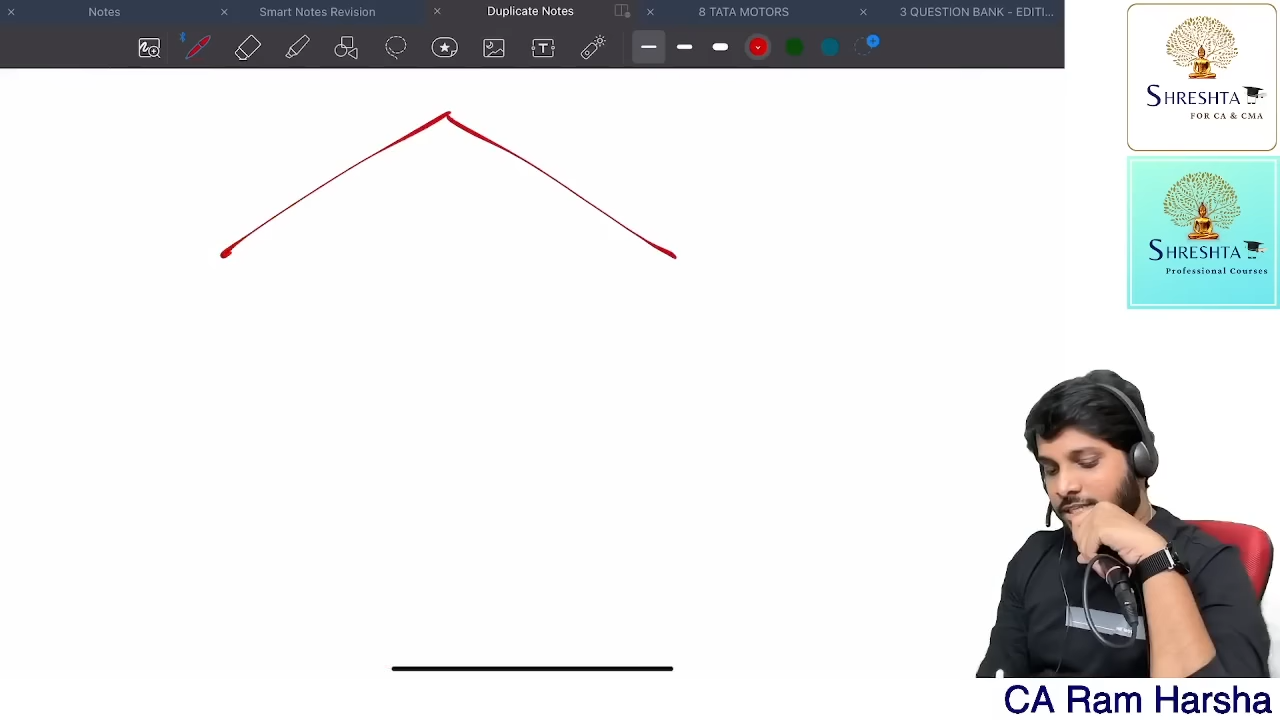 Notes
Smart Notes Revision
Duplicate Notes
8 TATA MOTORS
3 QUESTION BANK - EDITI...
T
SHRESHTA
FOR CA & CMA
SHRESHTA
Professional Courses
CA Ram Harsha